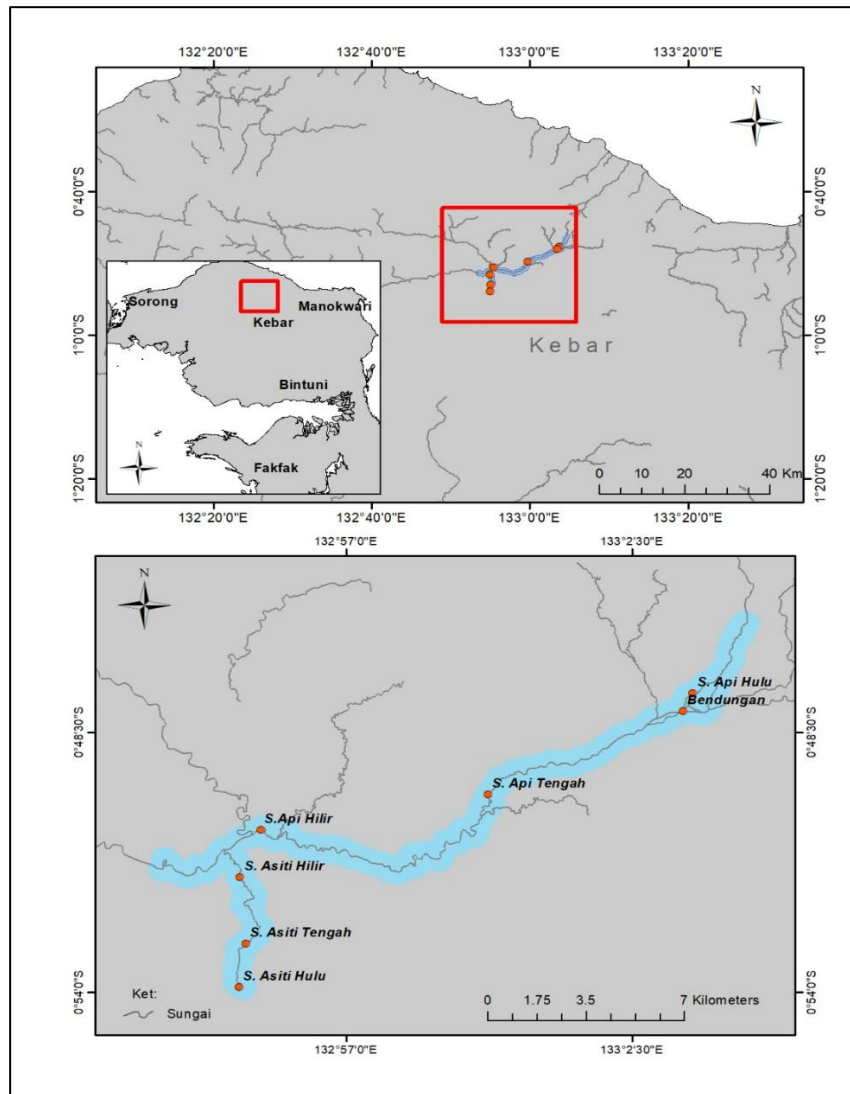 132°20'0"E 132°40'0"E 133°0'0"E 133°20'0"E
N
0°40'0"S 0°40'0"S
Sorong Manokwari
Kebar
Bintuni
Fakfak
N
Kebar
1°0'0"S 1°0'0"S
0 10 20 40 Km
1°20'0"S 1°20'0"S
132°20'0"E 132°40'0"E 133°0'0"E 133°20'0"E
132°57'0"E 133°2'30"E
N
S. Api Hulu
Bendungan
0°48'30"S 0°48'30"S
S. Api Tengah
S.Api Hilir
S. Asiti Hilir
S. Asiti Tengah
S. Asiti Hulu
0°54'0"S 0°54'0"S
Ket:
Sungai
0 1.75 3.5 7 Kilometers
132°57'0"E 133°2'30"E